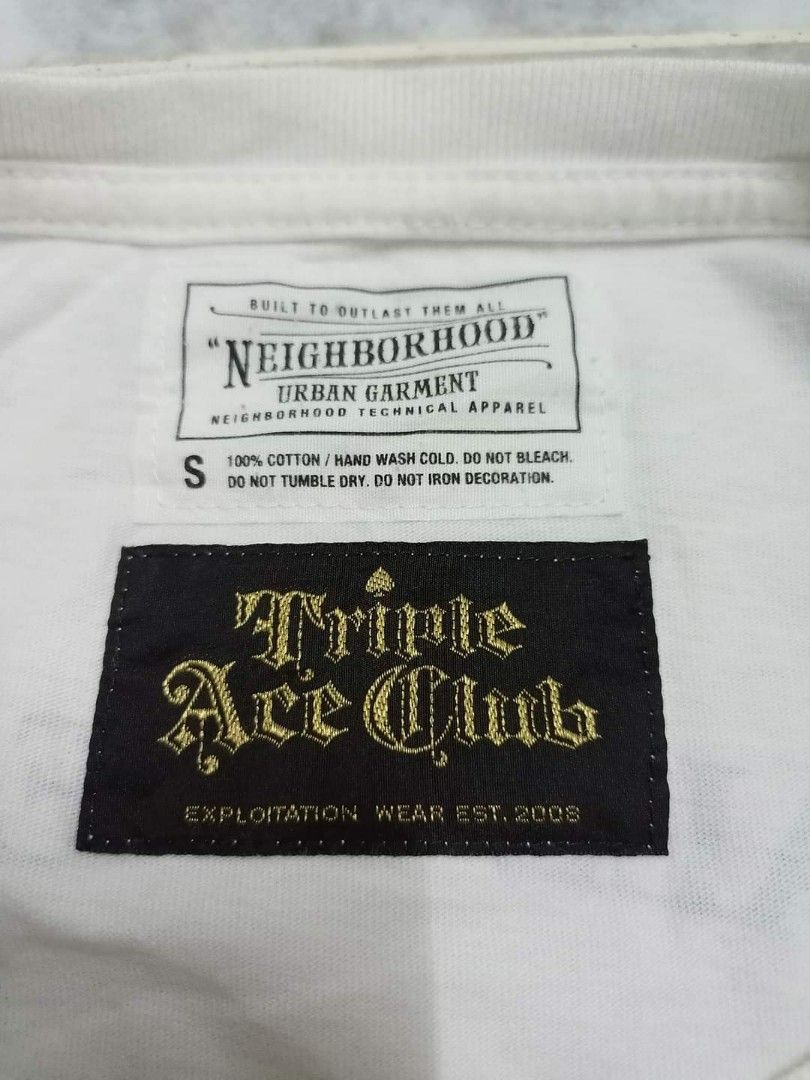 BUILT TO OUTLAST THEM ALL
"NEIGHBORHOOD"
URBAN GARMENT
NEIGHBORHOOD TECHNICAL APPAREL
S
100% COTTON / HAND WASH COLD. DO NOT BLEACH.
DO NOT TUMBLE DRY. DO NOT IRON DECORATION.
Triple
Ace Club
EXPLOITATION WEAR EST. 2008